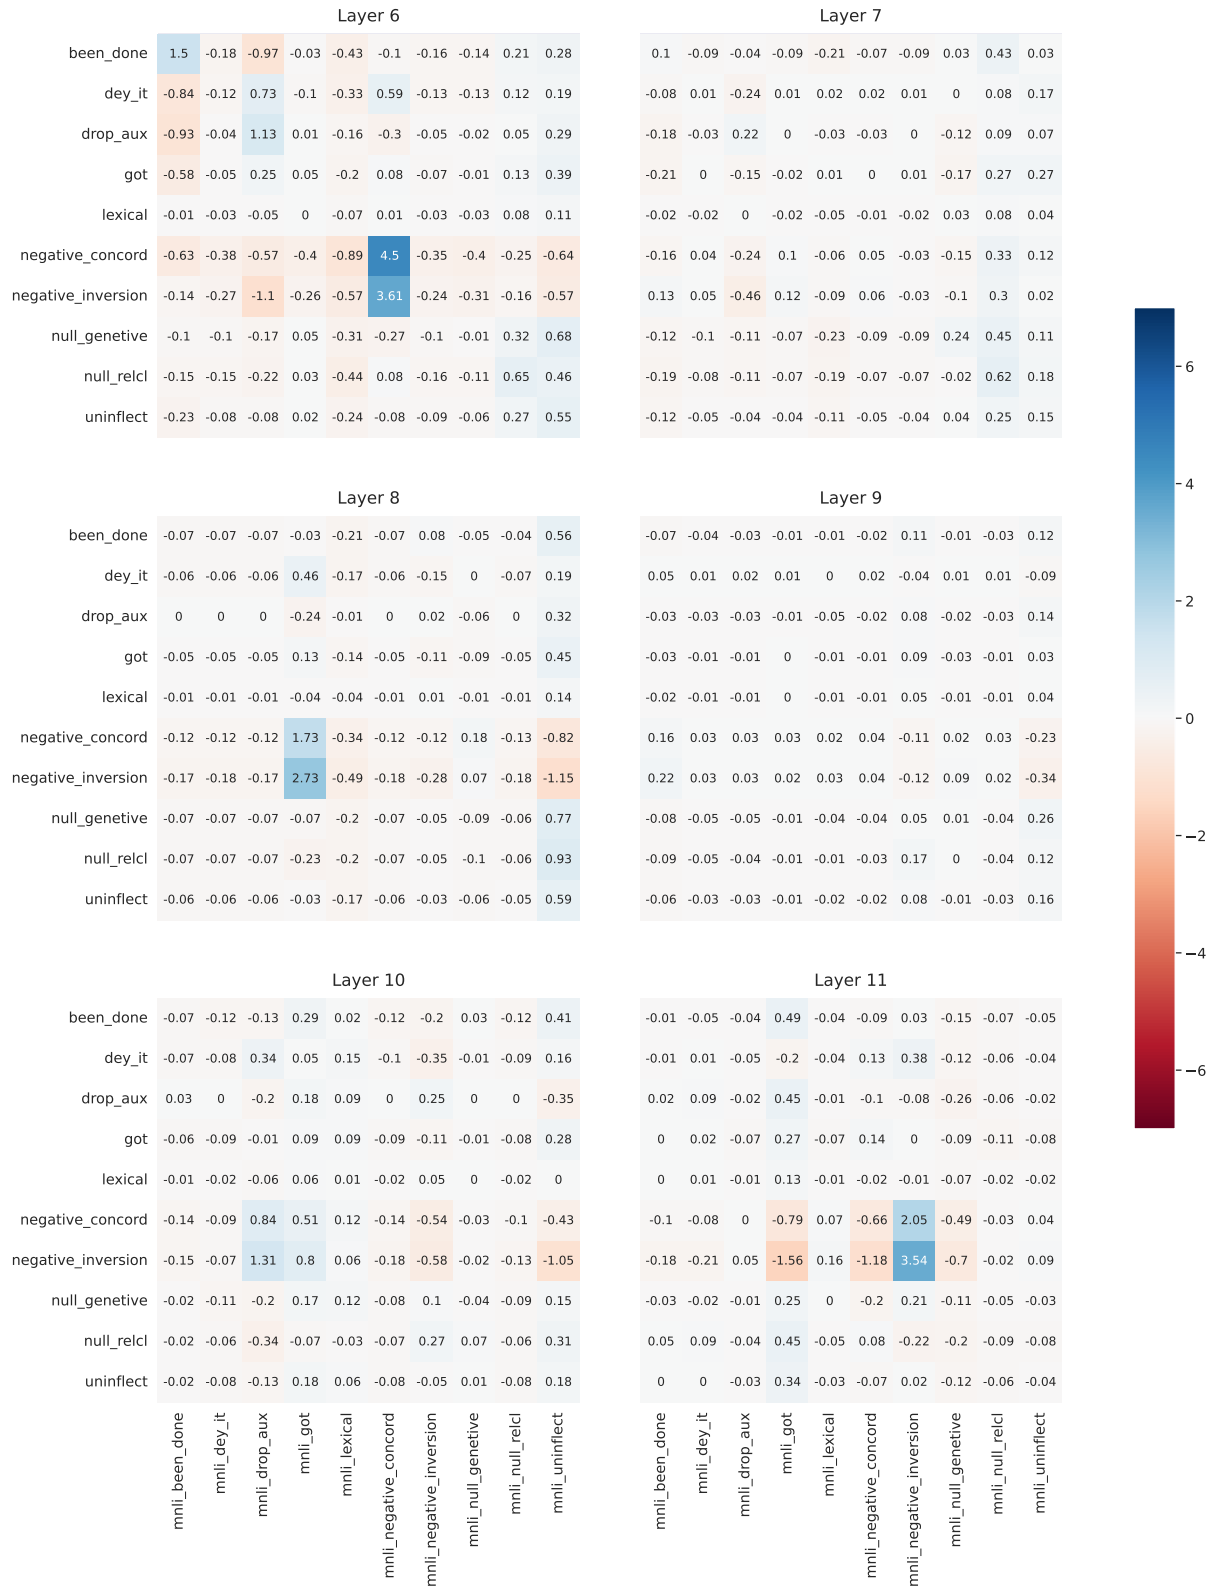 Layer 6 Layer 7
been_done 1.5 -0.18 -0.97 -0.03 -0.43 -0.1 -0.16 -0.14 0.21 0.28 0.1 -0.09 -0.04 -0.09 -0.21 -0.07 -0.09 0.03 0.43 0.03
dey_it -0.84 -0.12 0.73 -0.1 -0.33 0.59 -0.13 -0.13 0.12 0.19 -0.08 0.01 -0.24 0.01 0.02 0.02 0.01 0 0.08 0.17
drop_aux -0.93 -0.04 1.13 0.01 -0.16 -0.3 -0.05 -0.02 0.05 0.29 -0.18 -0.03 0.22 0 -0.03 -0.03 0 -0.12 0.09 0.07
got -0.58 -0.05 0.25 0.05 -0.2 0.08 -0.07 -0.01 0.13 0.39 -0.21 0 -0.15 -0.02 0.01 0 0.01 -0.17 0.27 0.27
lexical -0.01 -0.03 -0.05 0 -0.07 0.01 -0.03 -0.03 0.08 0.11 -0.02 -0.02 0 -0.02 -0.05 -0.01 -0.02 0.03 0.08 0.04
negative_concord -0.63 -0.38 -0.57 -0.4 -0.89 4.5 -0.35 -0.4 -0.25 -0.64 -0.16 0.04 -0.24 0.1 -0.06 0.05 -0.03 -0.15 0.33 0.12
negative_inversion -0.14 -0.27 -1.1 -0.26 -0.57 3.61 -0.24 -0.31 -0.16 -0.57 0.13 0.05 -0.46 0.12 -0.09 0.06 -0.03 -0.1 0.3 0.02
null_genetive -0.1 -0.1 -0.17 0.05 -0.31 -0.27 -0.1 -0.01 0.32 0.68 -0.12 -0.1 -0.11 -0.07 -0.23 -0.09 -0.09 0.24 0.45 0.11
null_relcl -0.15 -0.15 -0.22 0.03 -0.44 0.08 -0.16 -0.11 0.65 0.46 -0.19 -0.08 -0.11 -0.07 -0.19 -0.07 -0.07 -0.02 0.62 0.18
uninflect -0.23 -0.08 -0.08 0.02 -0.24 -0.08 -0.09 -0.06 0.27 0.55 -0.12 -0.05 -0.04 -0.04 -0.11 -0.05 -0.04 0.04 0.25 0.15
Layer 8 Layer 9
been_done -0.07 -0.07 -0.07 -0.03 -0.21 -0.07 0.08 -0.05 -0.04 0.56 -0.07 -0.04 -0.03 -0.01 -0.01 -0.02 0.11 -0.01 -0.03 0.12
dey_it -0.06 -0.06 -0.06 0.46 -0.17 -0.06 -0.15 0 -0.07 0.19 0.05 0.01 0.02 0.01 0 0.02 -0.04 0.01 0.01 -0.09
drop_aux 0 0 0 -0.24 -0.01 0 0.02 -0.06 0 0.32 -0.03 -0.03 -0.03 -0.01 -0.05 -0.02 0.08 -0.02 -0.03 0.14
got -0.05 -0.05 -0.05 0.13 -0.14 -0.05 -0.11 -0.09 -0.05 0.45 -0.03 -0.01 -0.01 0 -0.01 -0.01 0.09 -0.03 -0.01 0.03
lexical -0.01 -0.01 -0.01 -0.04 -0.04 -0.01 0.01 -0.01 -0.01 0.14 -0.02 -0.01 -0.01 0 -0.01 -0.01 0.05 -0.01 -0.01 0.04
negative_concord -0.12 -0.12 -0.12 1.73 -0.34 -0.12 -0.12 0.18 -0.13 -0.82 0.16 0.03 0.03 0.03 0.02 0.04 -0.11 0.02 0.03 -0.23
negative_inversion -0.17 -0.18 -0.17 2.73 -0.49 -0.18 -0.28 0.07 -0.18 -1.15 0.22 0.03 0.03 0.02 0.03 0.04 -0.12 0.09 0.02 -0.34
null_genetive -0.07 -0.07 -0.07 -0.07 -0.2 -0.07 -0.05 -0.09 -0.06 0.77 -0.08 -0.05 -0.05 -0.01 -0.04 -0.04 0.05 0.01 -0.04 0.26
null_relcl -0.07 -0.07 -0.07 -0.23 -0.2 -0.07 -0.05 -0.1 -0.06 0.93 -0.09 -0.05 -0.04 -0.01 -0.01 -0.03 0.17 0 -0.04 0.12
uninflect -0.06 -0.06 -0.06 -0.03 -0.17 -0.06 -0.03 -0.06 -0.05 0.59 -0.06 -0.03 -0.03 -0.01 -0.02 -0.02 0.08 -0.01 -0.03 0.16
Layer 10 Layer 11
been_done -0.07 -0.12 -0.13 0.29 0.02 -0.12 -0.2 0.03 -0.12 0.41 -0.01 -0.05 -0.04 0.49 -0.04 -0.09 0.03 -0.15 -0.07 -0.05
dey_it -0.07 -0.08 0.34 0.05 0.15 -0.1 -0.35 -0.01 -0.09 0.16 -0.01 0.01 -0.05 -0.2 -0.04 0.13 0.38 -0.12 -0.06 -0.04
drop_aux 0.03 0 -0.2 0.18 0.09 0 0.25 0 0 -0.35 0.02 0.09 -0.02 0.45 -0.01 -0.1 -0.08 -0.26 -0.06 -0.02
got -0.06 -0.09 -0.01 0.09 0.09 -0.09 -0.11 -0.01 -0.08 0.28 0 0.02 -0.07 0.27 -0.07 0.14 0 -0.09 -0.11 -0.08
lexical -0.01 -0.02 -0.06 0.06 0.01 -0.02 0.05 0 -0.02 0 0 0.01 -0.01 0.13 -0.01 -0.02 -0.01 -0.07 -0.02 -0.02
negative_concord -0.14 -0.09 0.84 0.51 0.12 -0.14 -0.54 -0.03 -0.1 -0.43 -0.1 -0.08 0 -0.79 0.07 -0.66 2.05 -0.49 -0.03 0.04
negative_inversion -0.15 -0.07 1.31 0.8 0.06 -0.18 -0.58 -0.02 -0.13 -1.05 -0.18 -0.21 0.05 -1.56 0.16 -1.18 3.54 -0.7 -0.02 0.09
null_genetive -0.02 -0.11 -0.2 0.17 0.12 -0.08 0.1 -0.04 -0.09 0.15 -0.03 -0.02 -0.01 0.25 0 -0.2 0.21 -0.11 -0.05 -0.03
null_relcl -0.02 -0.06 -0.34 -0.07 -0.03 -0.07 0.27 0.07 -0.06 0.31 0.05 0.09 -0.04 0.45 -0.05 0.08 -0.22 -0.2 -0.09 -0.08
uninflect -0.02 -0.08 -0.13 0.18 0.06 -0.08 -0.05 0.01 -0.08 0.18 0 0 -0.03 0.34 -0.03 -0.07 0.02 -0.12 -0.06 -0.04
mnli_been_done mnli_dey_it mnli_drop_aux mnli_got mnli_lexical mnli_negative_concord mnli_negative_inversion mnli_null_genetive mnli_null_relcl mnli_uninflect mnli_been_done mnli_dey_it mnli_drop_aux mnli_got mnli_lexical mnli_negative_concord mnli_negative_inversion mnli_null_genetive mnli_null_relcl mnli_uninflect
6
4
2
0
−2
−4
−6